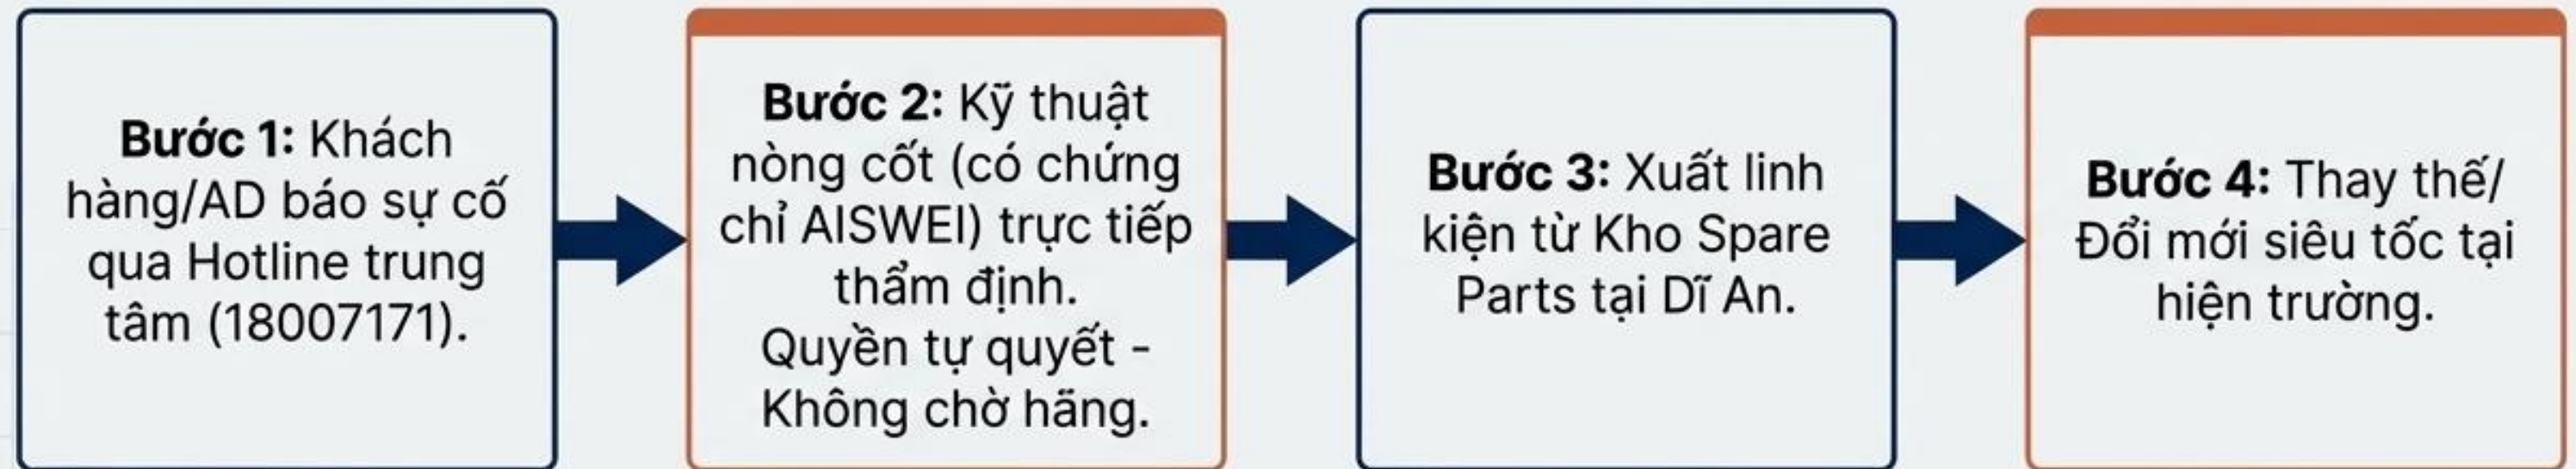 Bước 1: Khách
hàng/AD báo sự cố
qua Hotline trung
tâm (18007171).
Bước 2: Kỹ thuật
nòng cốt (có chứng
chỉ AISWEI) trực tiếp
thẩm định.
Quyền tự quyết -
Không chờ hãng.
Bước 3: Xuất linh
kiện từ Kho Spare
Parts tại Dĩ An.
Bước 4: Thay thế/
Đổi mới siêu tốc tại
hiện trường.